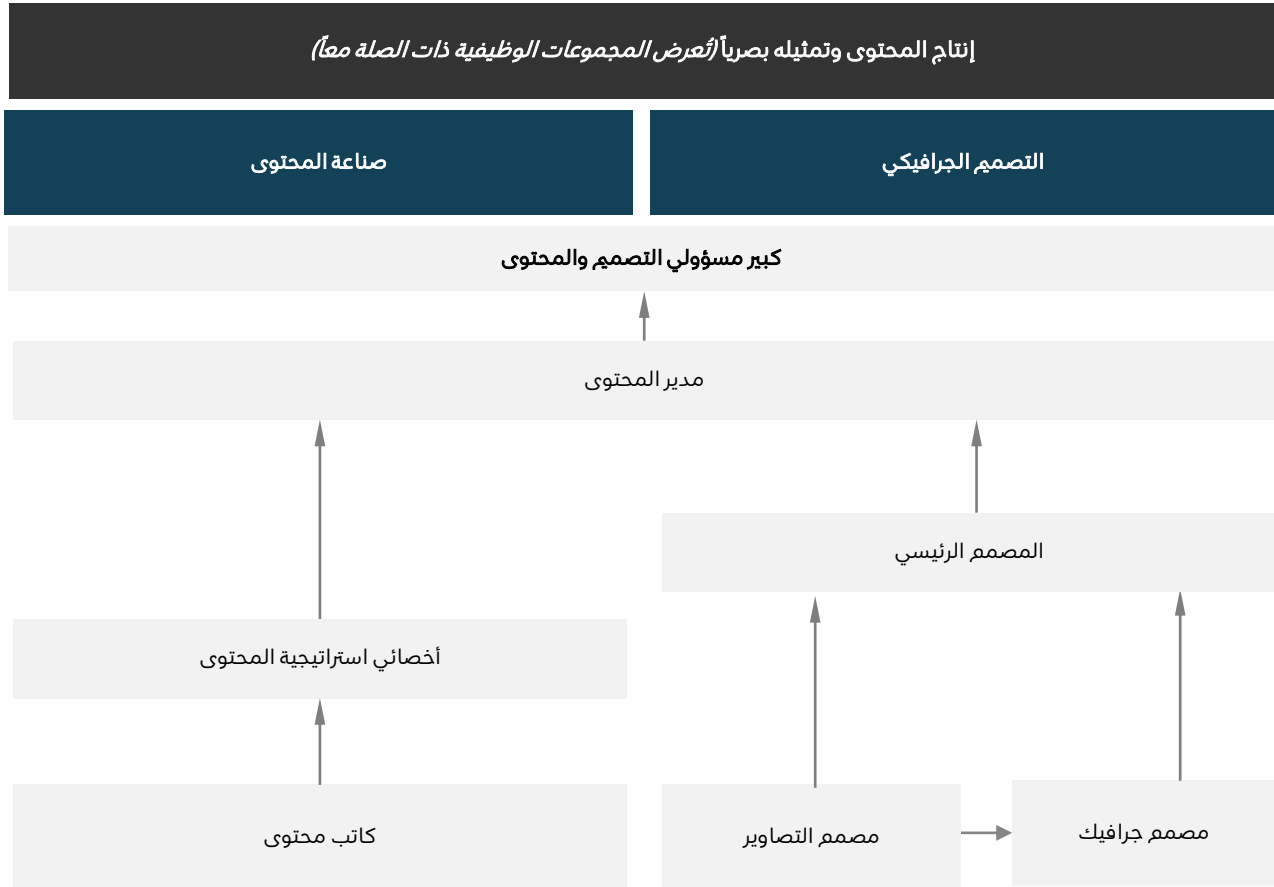 إنتاج المحتوى وتمثيله بصرياً (تُعرض المجموعات الوظيفية ذات الصلة معاً)
التصميم الجرافيكي
صناعة المحتوى
كبير مسؤولي التصميم والمحتوى
مدير المحتوى
المصمم الرئيسي
أخصائي استراتيجية المحتوى
مصمم جرافيك
مصمم التصاوير
كاتب محتوى